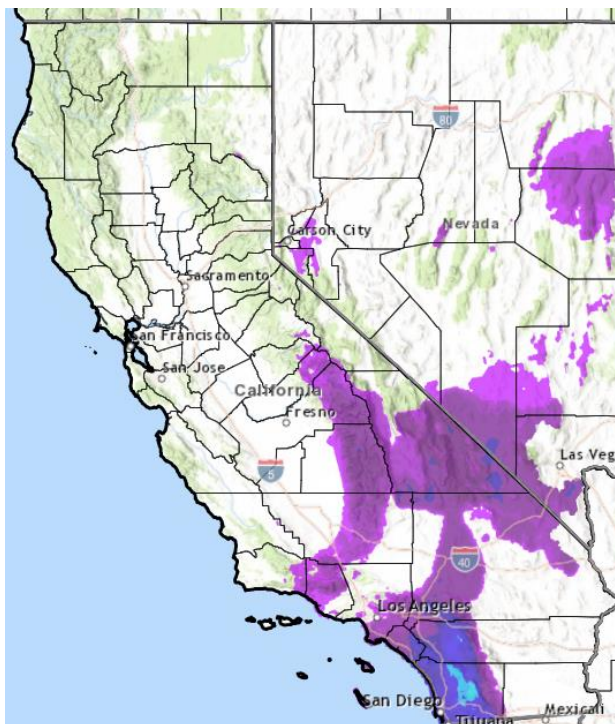 80
Carson City
Nevada
Sacramento
San Francisco
San Jose
California
Fresno
5
Las Veg
40
Los Angeles
San Diego
Tijuana
Mexicali